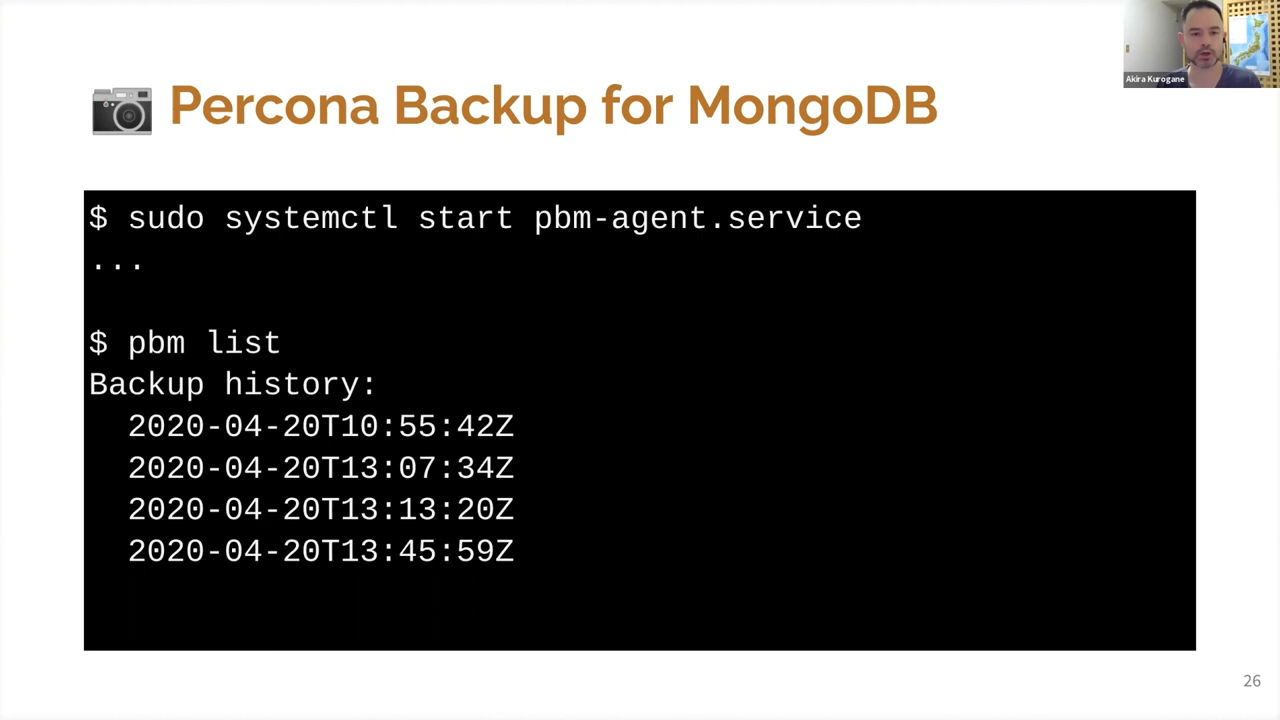 Akira Kurogane
Percona Backup for MongoDB
$ sudo systemctl start pbm-agent.service
...
$ pbm list
Backup history:
2020-04-20T10:55:42Z
2020-04-20T13:07:34Z
2020-04-20T13:13:20Z
2020-04-20T13:45:59Z
26